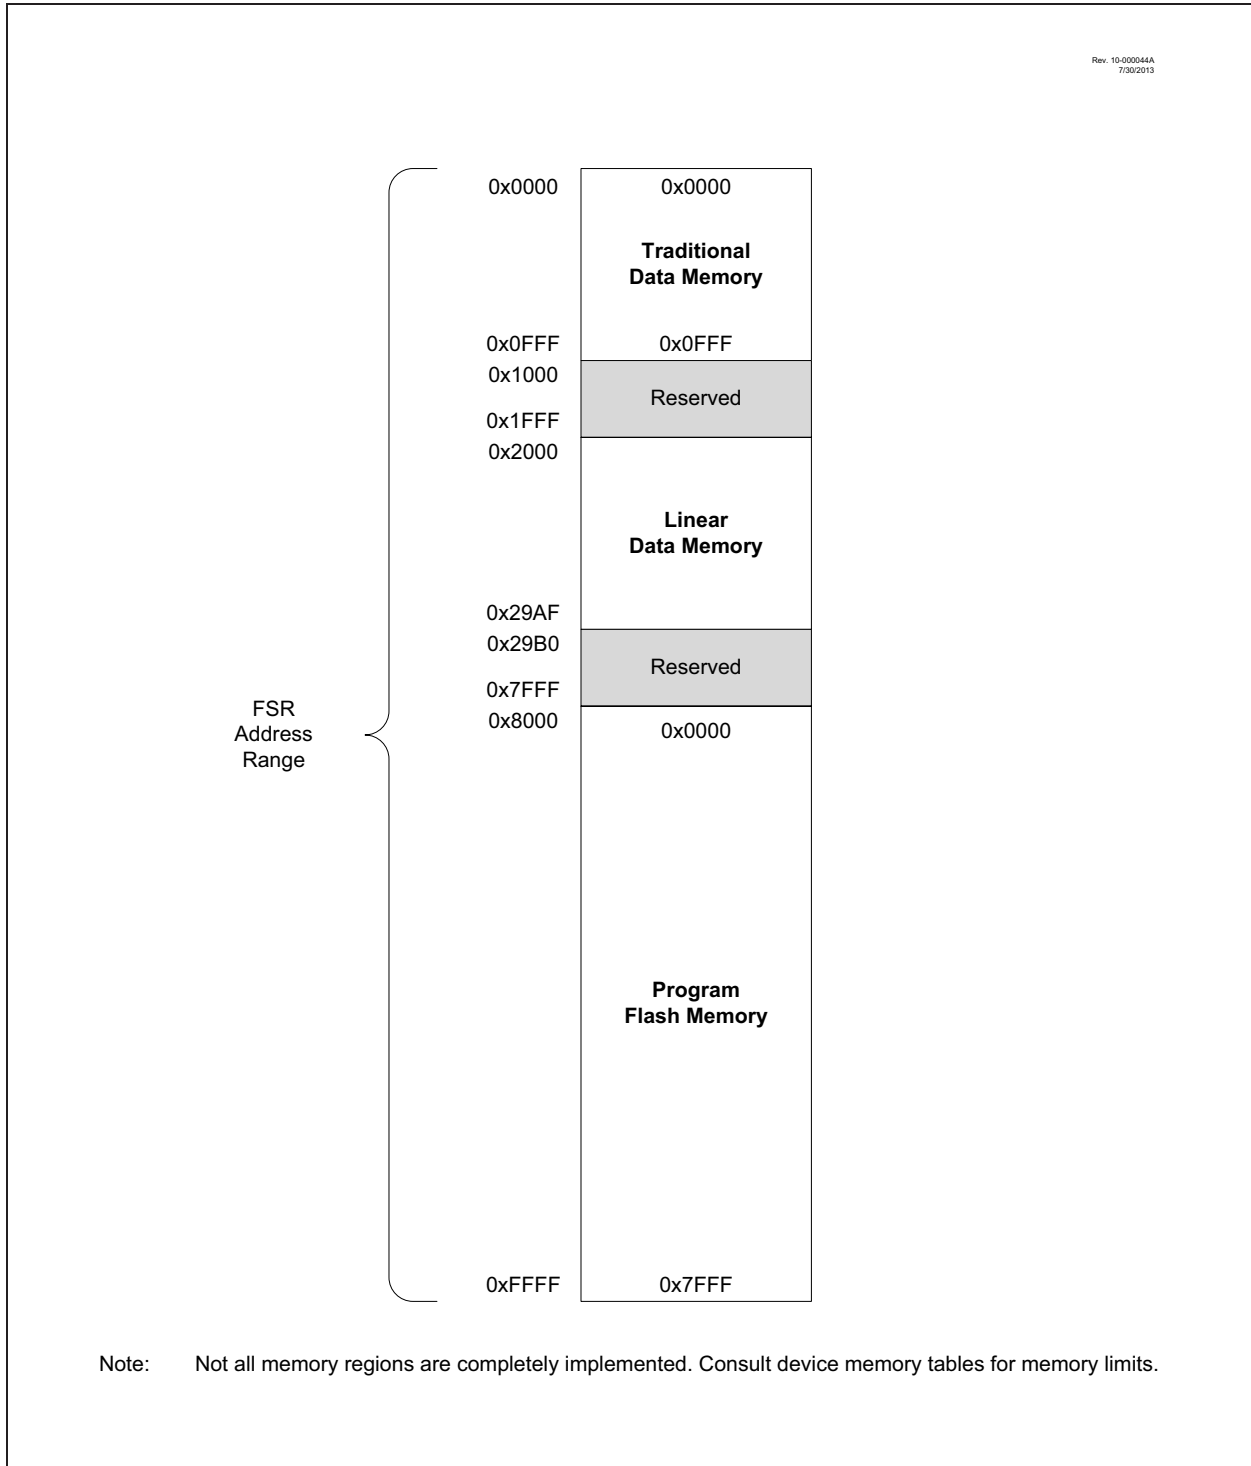 Rev. 10-000044A
7/30/2013
0x0000 0x0000
Traditional
Data Memory
0x0FFF 0x0FFF
0x1000
Reserved
0x1FFF
0x2000
Linear
Data Memory
0x29AF
0x29B0
Reserved
0x7FFF
FSR
Address
Range
0x8000 0x0000
Program
Flash Memory
0xFFFF 0x7FFF
Note: Not all memory regions are completely implemented. Consult device memory tables for memory limits.